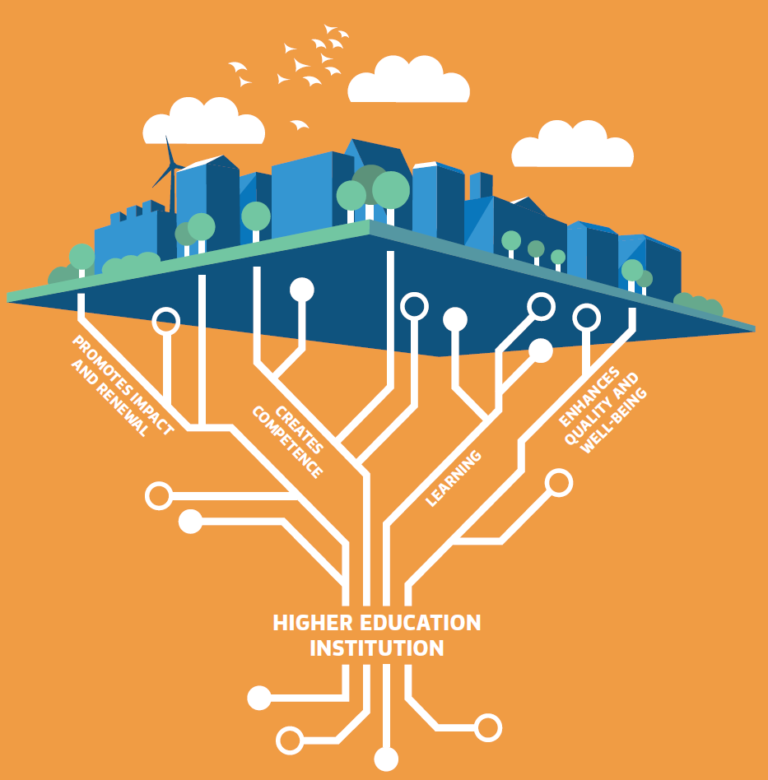 PROMOTES IMPACT
AND RENEWAL
CREATES
COMPETENCE
LEARNING
ENHANCES
QUALITY AND
WELL-BEING
HIGHER EDUCATION
INSTITUTION